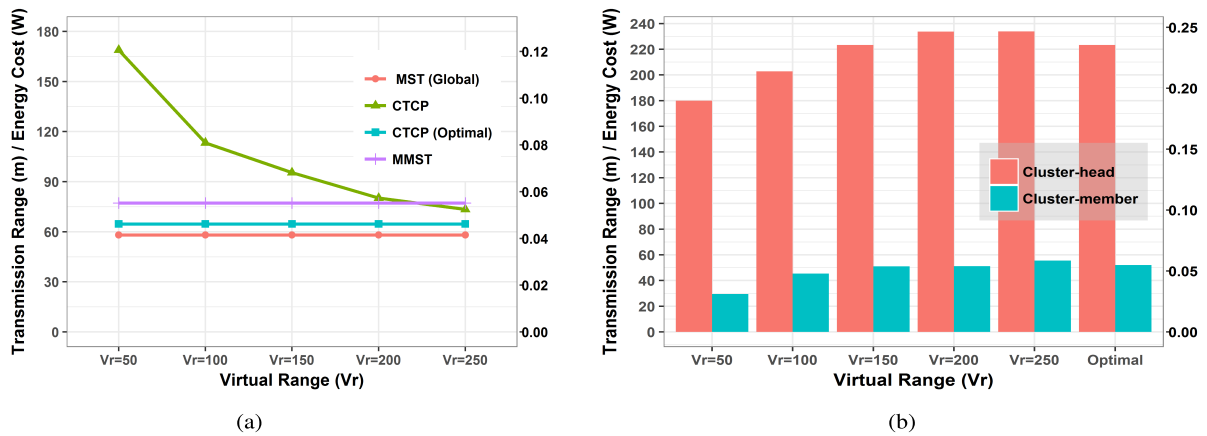 Transmission Range (m) / Energy Cost (W)
180
150
120
90
60
30
0
0.12
0.10
0.08
0.06
0.04
0.02
0.00
MST (Global)
CTCP
CTCP (Optimal)
MMST
Vr=50 Vr=100 Vr=150 Vr=200 Vr=250
Virtual Range (Vr)
(a)
Transmission Range (m) / Energy Cost (W)
240
220
200
180
160
140
120
100
80
60
40
20
0
0.25
0.20
0.15
0.10
0.05
0.00
Cluster-head
Cluster-member
Vr=50 Vr=100 Vr=150 Vr=200 Vr=250 Optimal
Virtual Range (Vr)
(b)